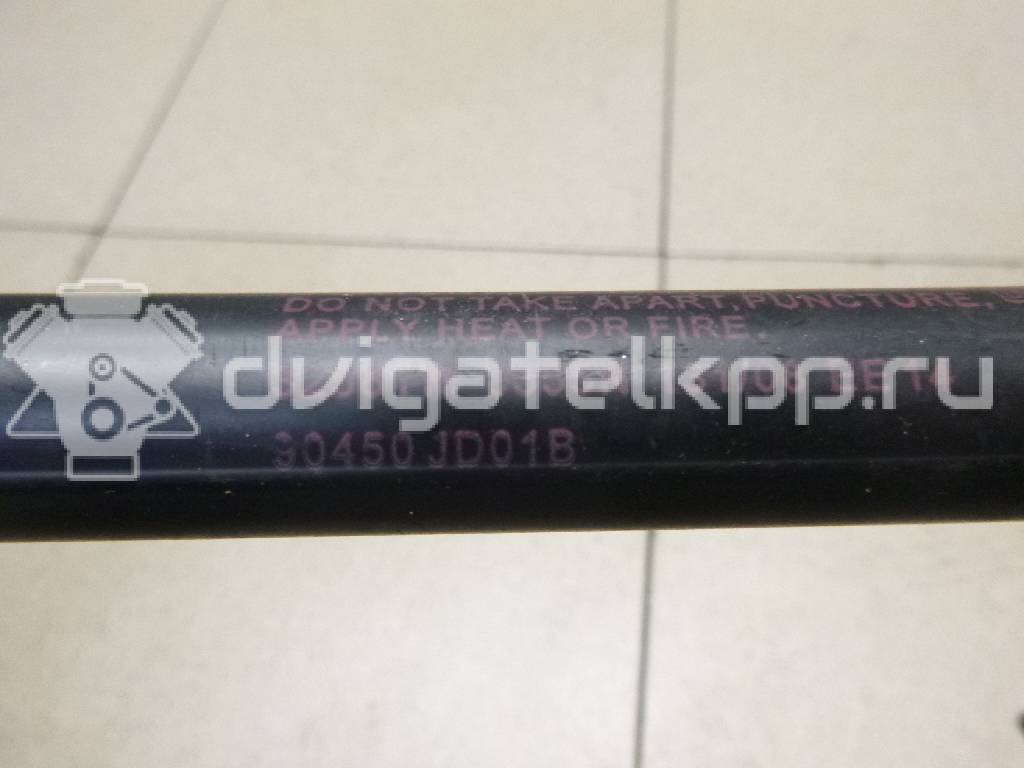 DO NOT TAKE APART, PUNCTURE,
APPLY HEAT OR FIRE.
dvigatelkpp.ru
90450 JD01B